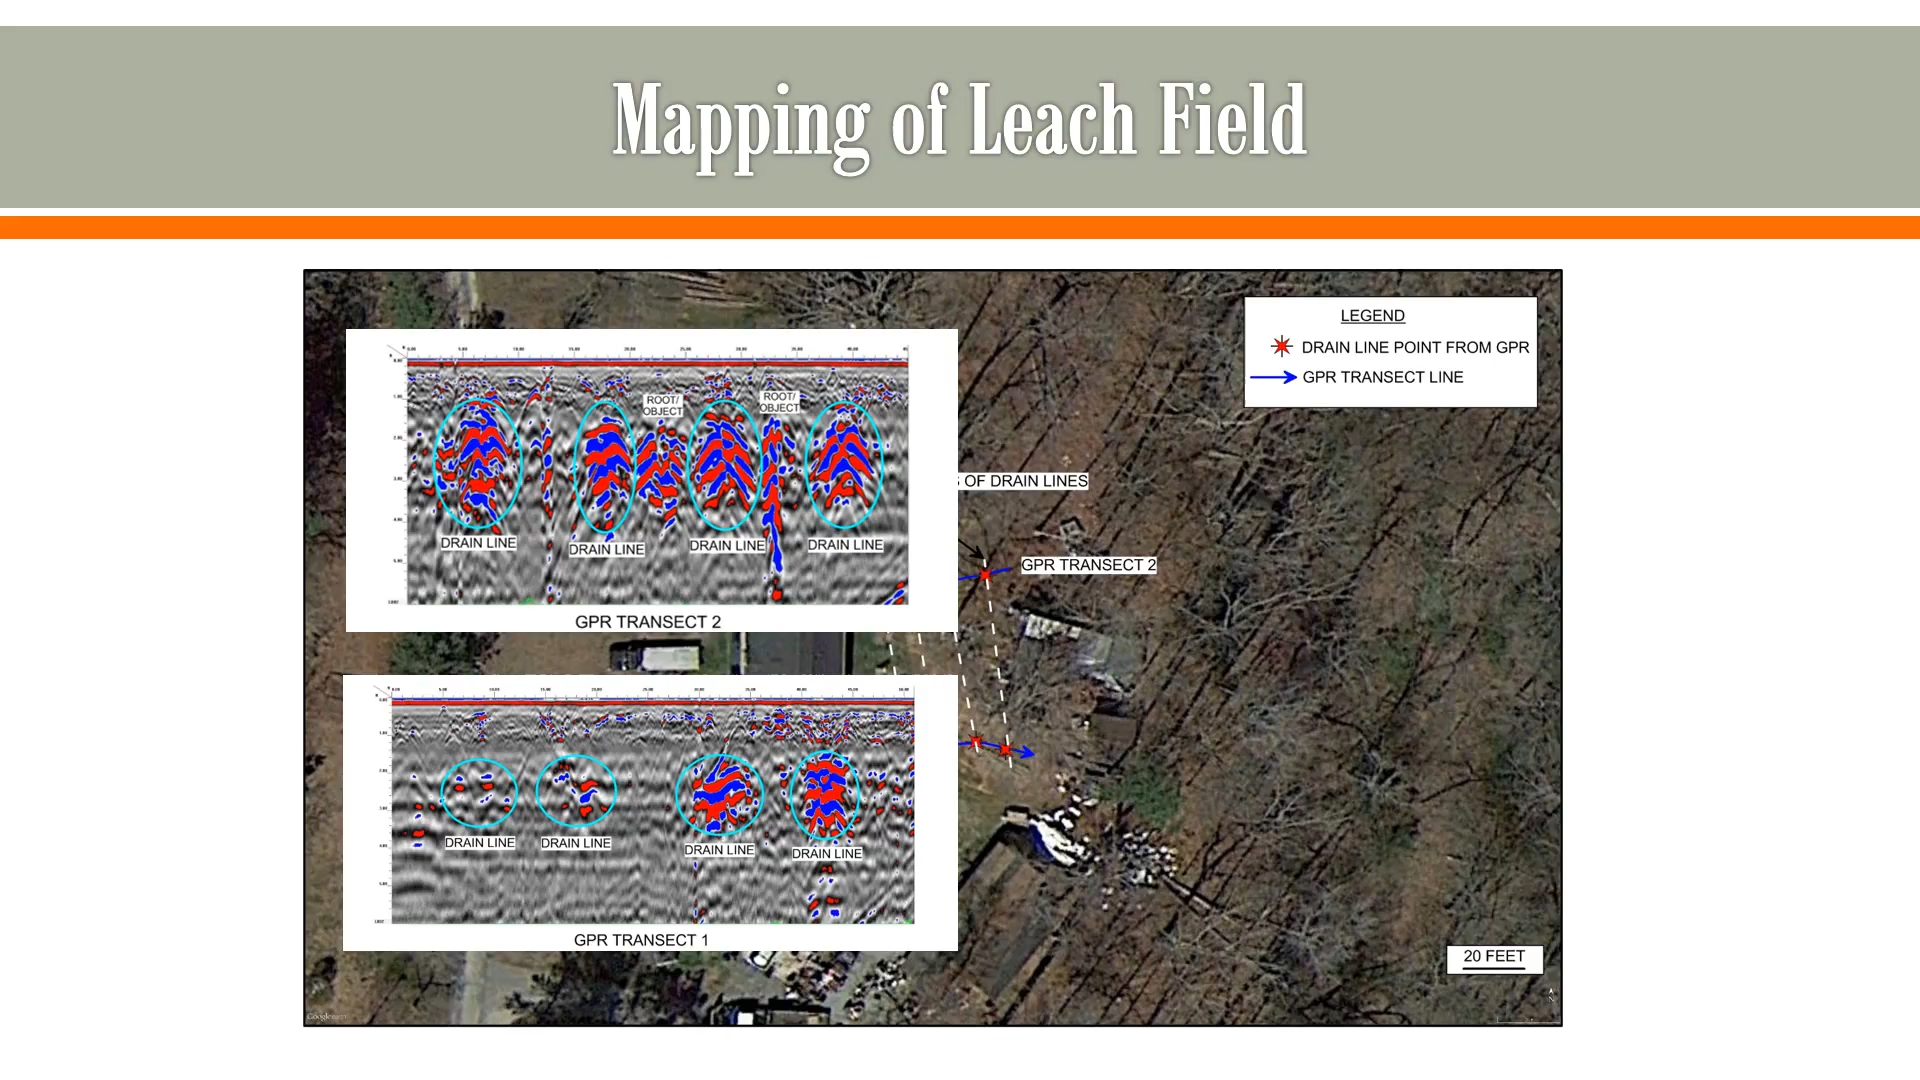 Mapping of Leach Field
LEGEND
DRAIN LINE POINT FROM GPR
GPR TRANSECT LINE
ROOT/
OBJECT
ROOT/
OBJECT
DRAIN LINE
DRAIN LINE
DRAIN LINE
DRAIN LINE
GPR TRANSECT 2
OF DRAIN LINES
GPR TRANSECT 2
DRAIN LINE
DRAIN LINE
DRAIN LINE
DRAIN LINE
GPR TRANSECT 1
20 FEET
N
Google